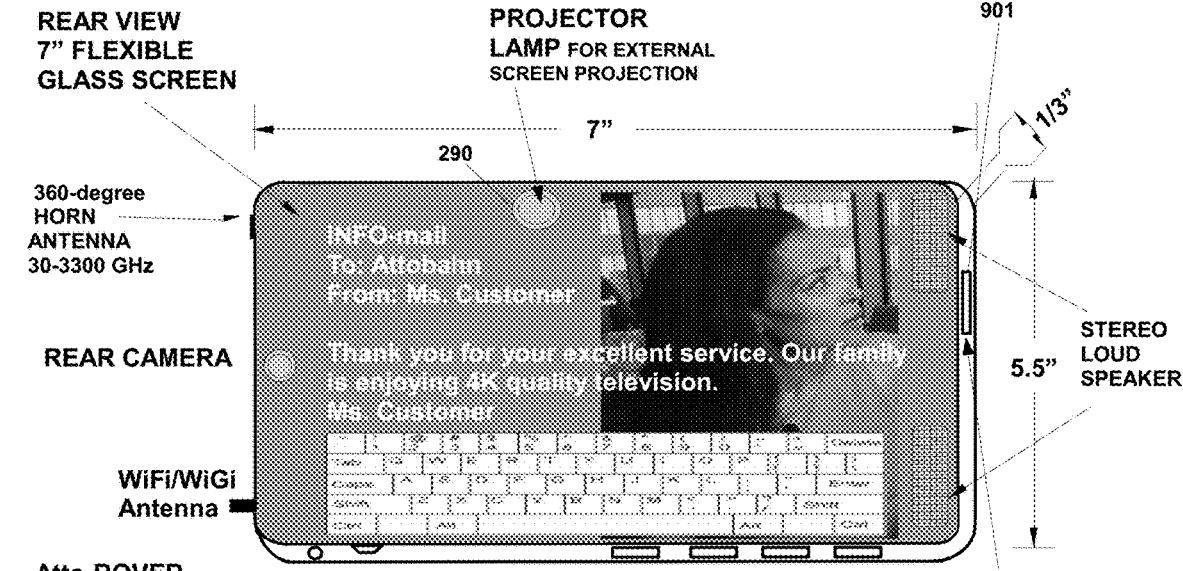 REAR VIEW
7” FLEXIBLE
GLASS SCREEN
PROJECTOR
LAMP FOR EXTERNAL
SCREEN PROJECTION
901
1/3”
7”
290
360-degree
HORN
ANTENNA
30-3300 GHz
INFO-mail
To: Attobahn
From: Ms. Customer
REAR CAMERA
Thank you for your excellent service. Our family
is enjoying 4K quality television.
Ms. Customer
5.5”
STEREO
LOUD
SPEAKER
WiFi/WiGi
Antenna
Tab
Caps
Enter
Shift
Shift
Ctrl
Alt
Alt
Ctrl